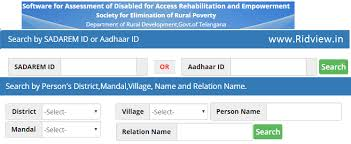 Software for Assessment of Disabled for Access Rehabilitation and Empowerment
Society for Elimination of Rural Poverty
Department of Rural Development,Govt.of Telangana
Search by SADAREM ID or Aadhaar ID www.Ridview.in
SADAREM ID OR Aadhaar ID Search
Search by Person's District,Mandal,Village, Name and Relation Name.
District -Select- Village -Select- Person Name
Mandal -Select- Relation Name Search